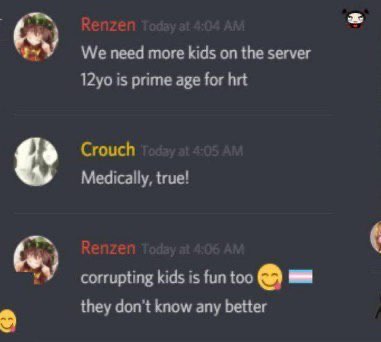 Renzen Today at 4:04 AM
We need more kids on the server
12yo is prime age for hrt
Crouch Today at 4:05 AM
Medically, true!
Renzen Today at 4:06 AM
corrupting kids is fun too 😋 🏳️‍⚧️
they don't know any better